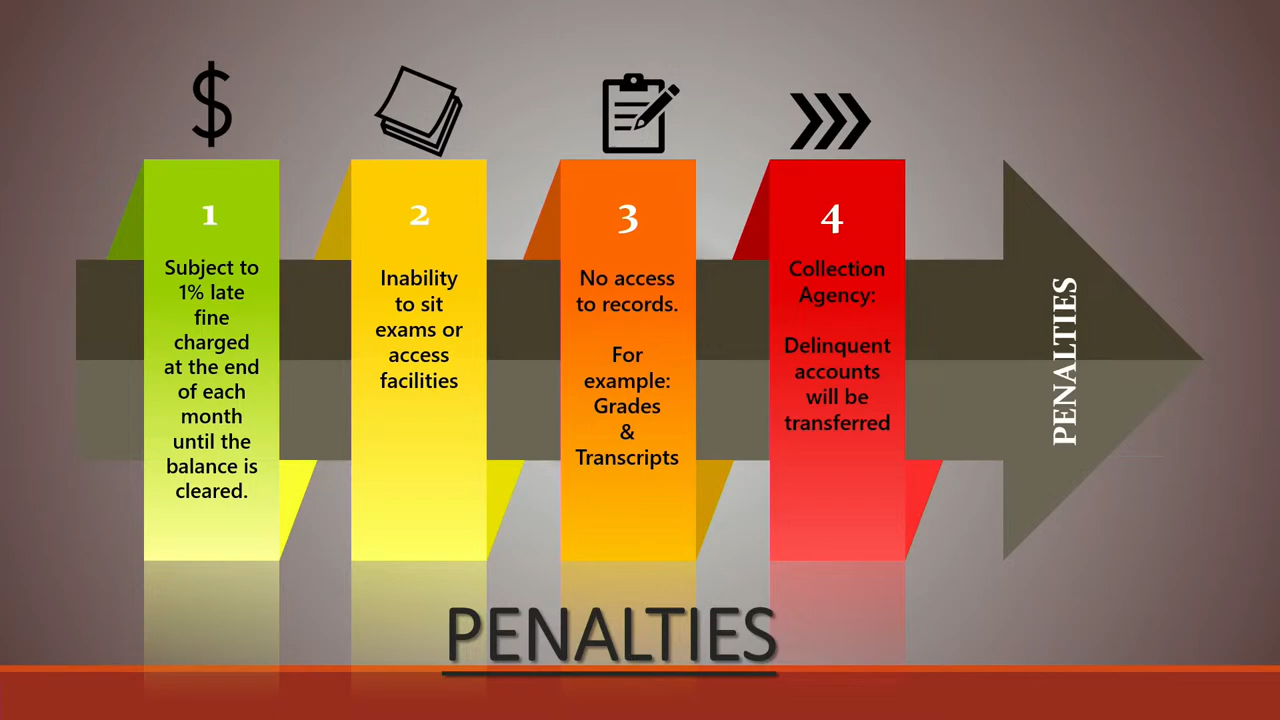 1
Subject to
1% late
fine
charged
at the end
of each
month
until the
balance is
cleared.
2
Inability
to sit
exams or
access
facilities
3
No access
to records.
For
example:
Grades
&
Transcripts
4
Collection
Agency:
Delinquent
accounts
will be
transferred
PENALTIES
PENALTIES